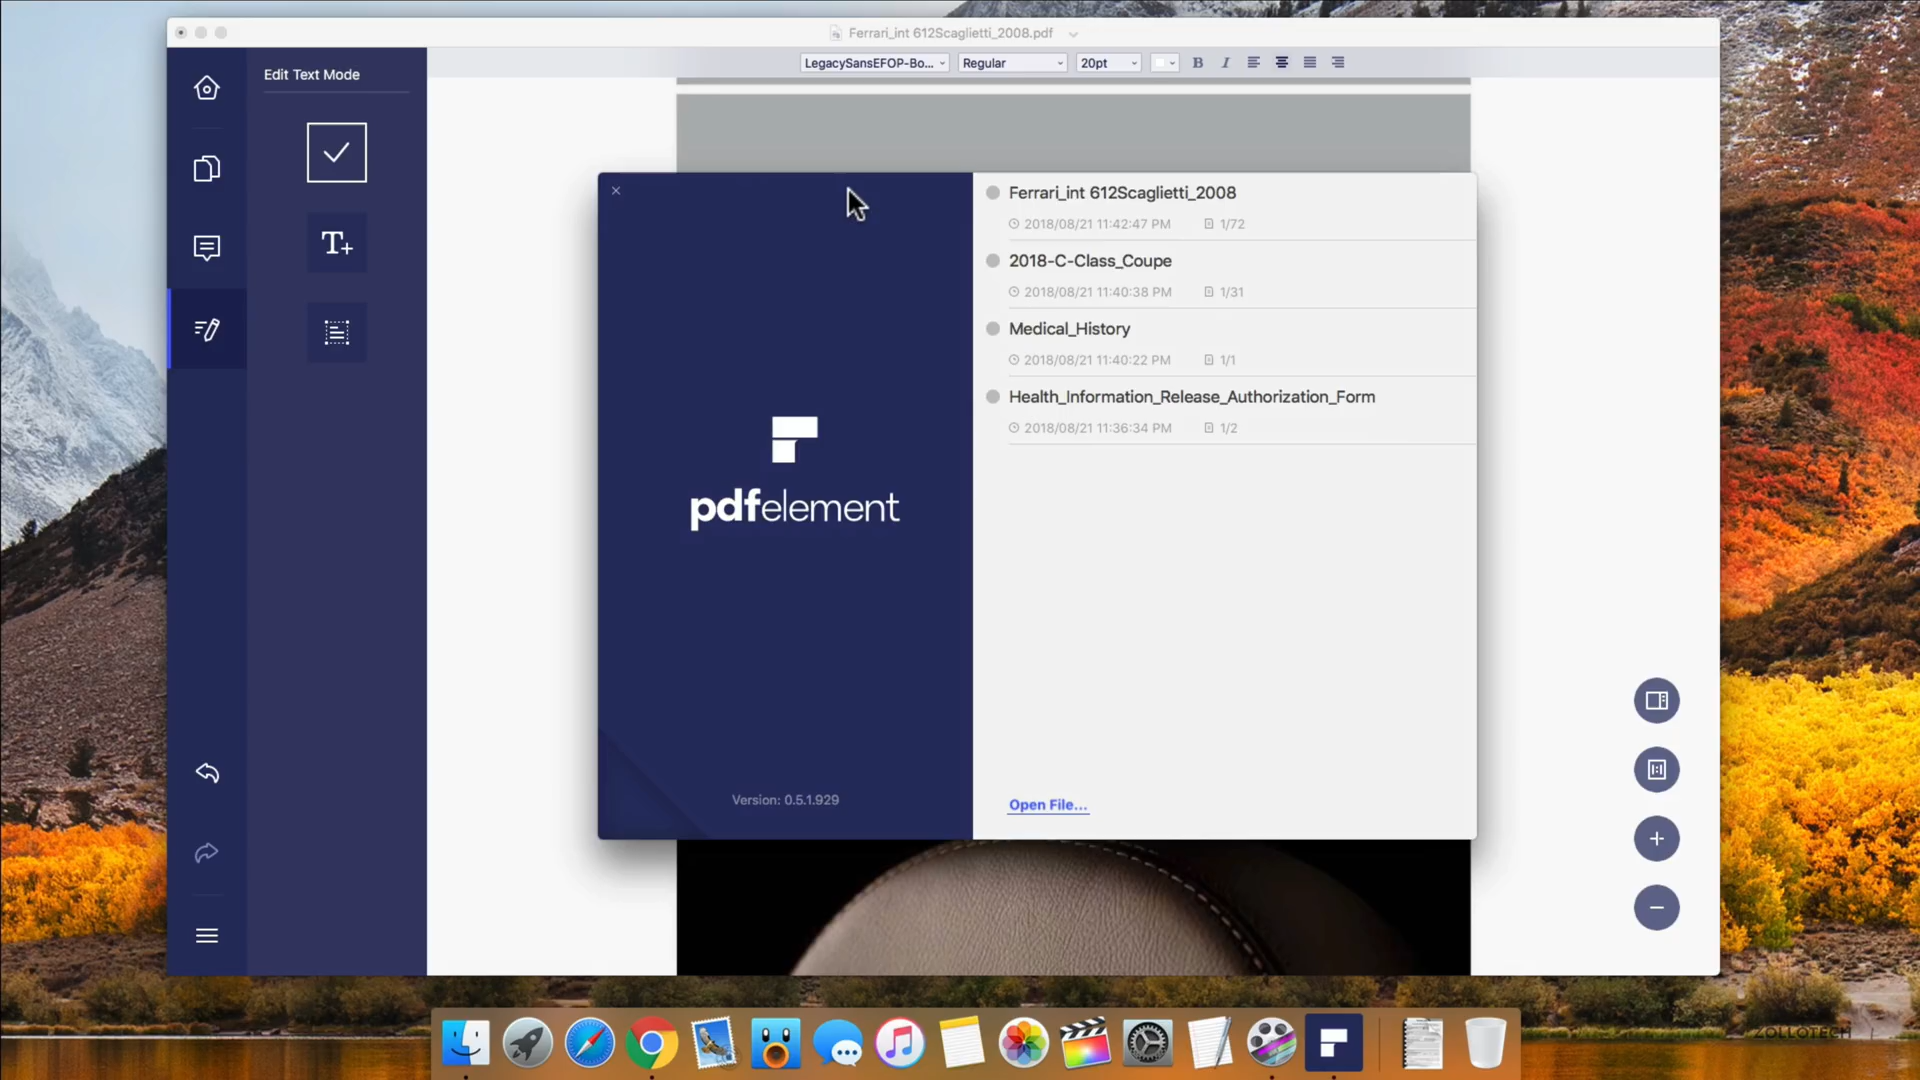 Ferrari_int 612Scaglietti_2008.pdf
Edit Text Mode
LegacySansEFOP-Bo...
Regular
20pt
B
I
T+
Ferrari_int 612Scaglietti_2008
2018/08/21 11:42:47 PM
1/72
2018-C-Class_Coupe
2018/08/21 11:40:38 PM
1/31
Medical_History
2018/08/21 11:40:22 PM
1/1
Health_Information_Release_Authorization_Form
2018/08/21 11:36:34 PM
1/2
pdfelement
Version: 0.5.1.929
Open File...
ZOLLOTECH